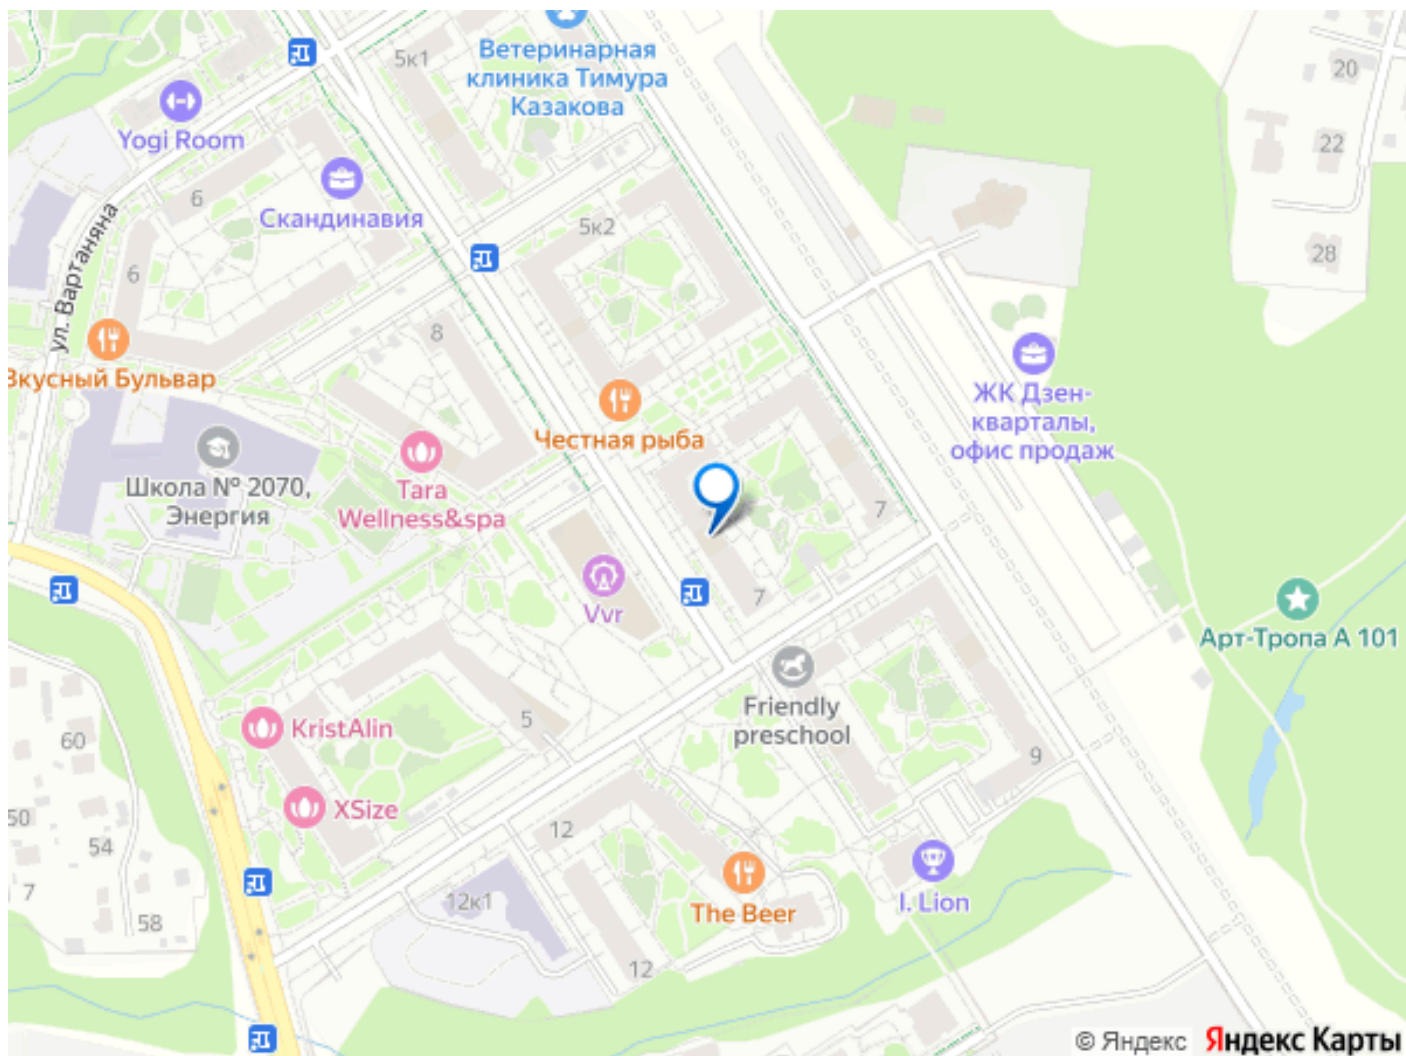 5к1
Ветеринарная
клиника Тимура
Казакова
20
Yogi Room
22
6
Скандинавия
5к2
28
ул. Вартаняна
6
8
Вкусный Бульвар
ЖК Дзен-
кварталы,
офис продаж
Честная рыба
Школа № 2070,
Энергия
Tara
Wellness&spa
7
Vvr
7
Арт-Тропа А 101
Friendly
preschool
5
KristAlin
60
9
XSize
50
54
12
The Beer
I. Lion
7
58
12к1
12
© Яндекс Яндекс Карты